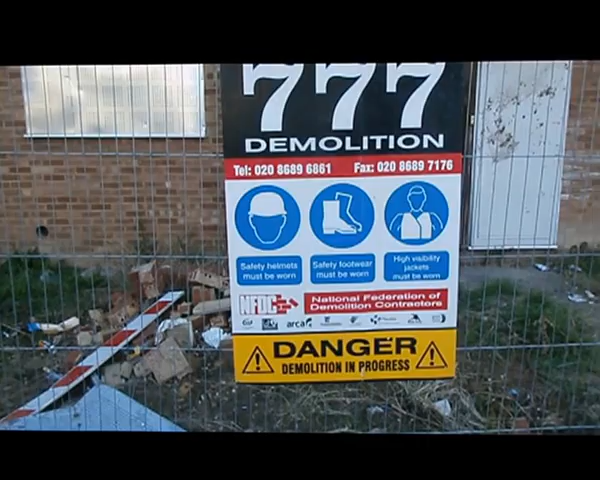 777
DEMOLITION
Tel: 020 8689 6861 Fax: 020 8689 7176
Safety helmets must be worn
Safety footwear must be worn
High visibility jackets must be worn
NFDC
National Federation of
Demolition Contractors
arca
DANGER
DEMOLITION IN PROGRESS